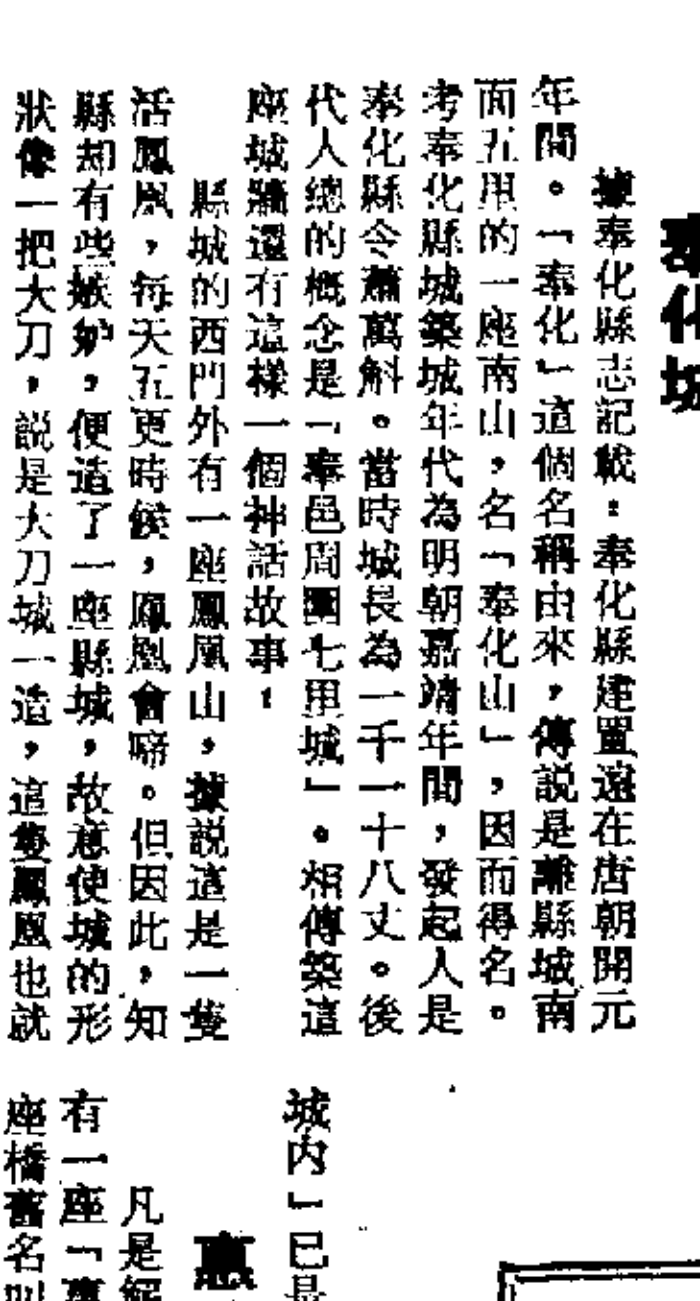 奉化城
據奉化縣志記載：奉化縣建置遠在唐朝開元
年間。「奉化」這個名稱由來，傳説是離縣城南
面五里的一座南山，名「奉化山」，因而得名。
考奉化縣城築城年代為明朝嘉靖年間，發起人是
奉化縣令蕭萬斛。當時城長為一千一十八丈。後
代人總的概念是「奉邑周圍七里城」。相傳築這
座城牆還有這樣一個神話故事：
縣城的西門外有一座鳳凰山，據説這是一隻
活鳳凰，每天五更時候，鳳凰會啼。但因此，知
縣却有些嫉妒，便造了一座縣城，故意使城的形
狀像一把大刀，説是大刀城一造，這隻鳳凰也就
城内」已是
凡是
有一座「
座橋舊名叫